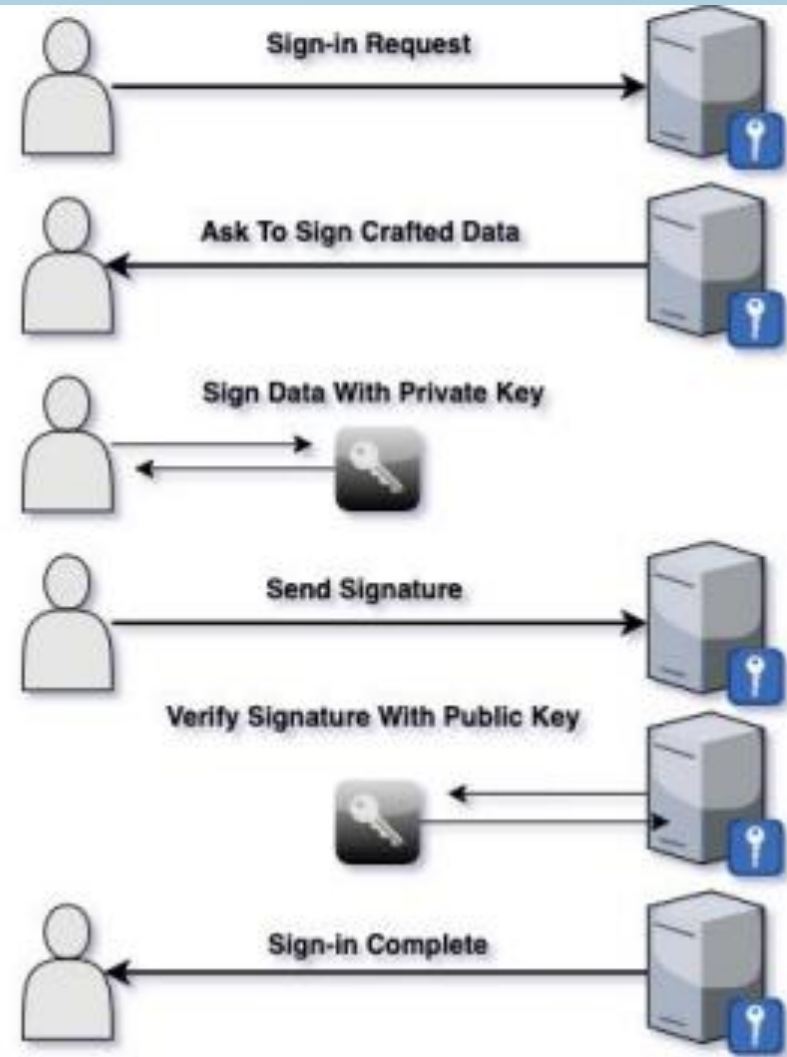 Sign-in Request
Ask To Sign Crafted Data
Sign Data With Private Key
Send Signature
Verify Signature With Public Key
Sign-in Complete